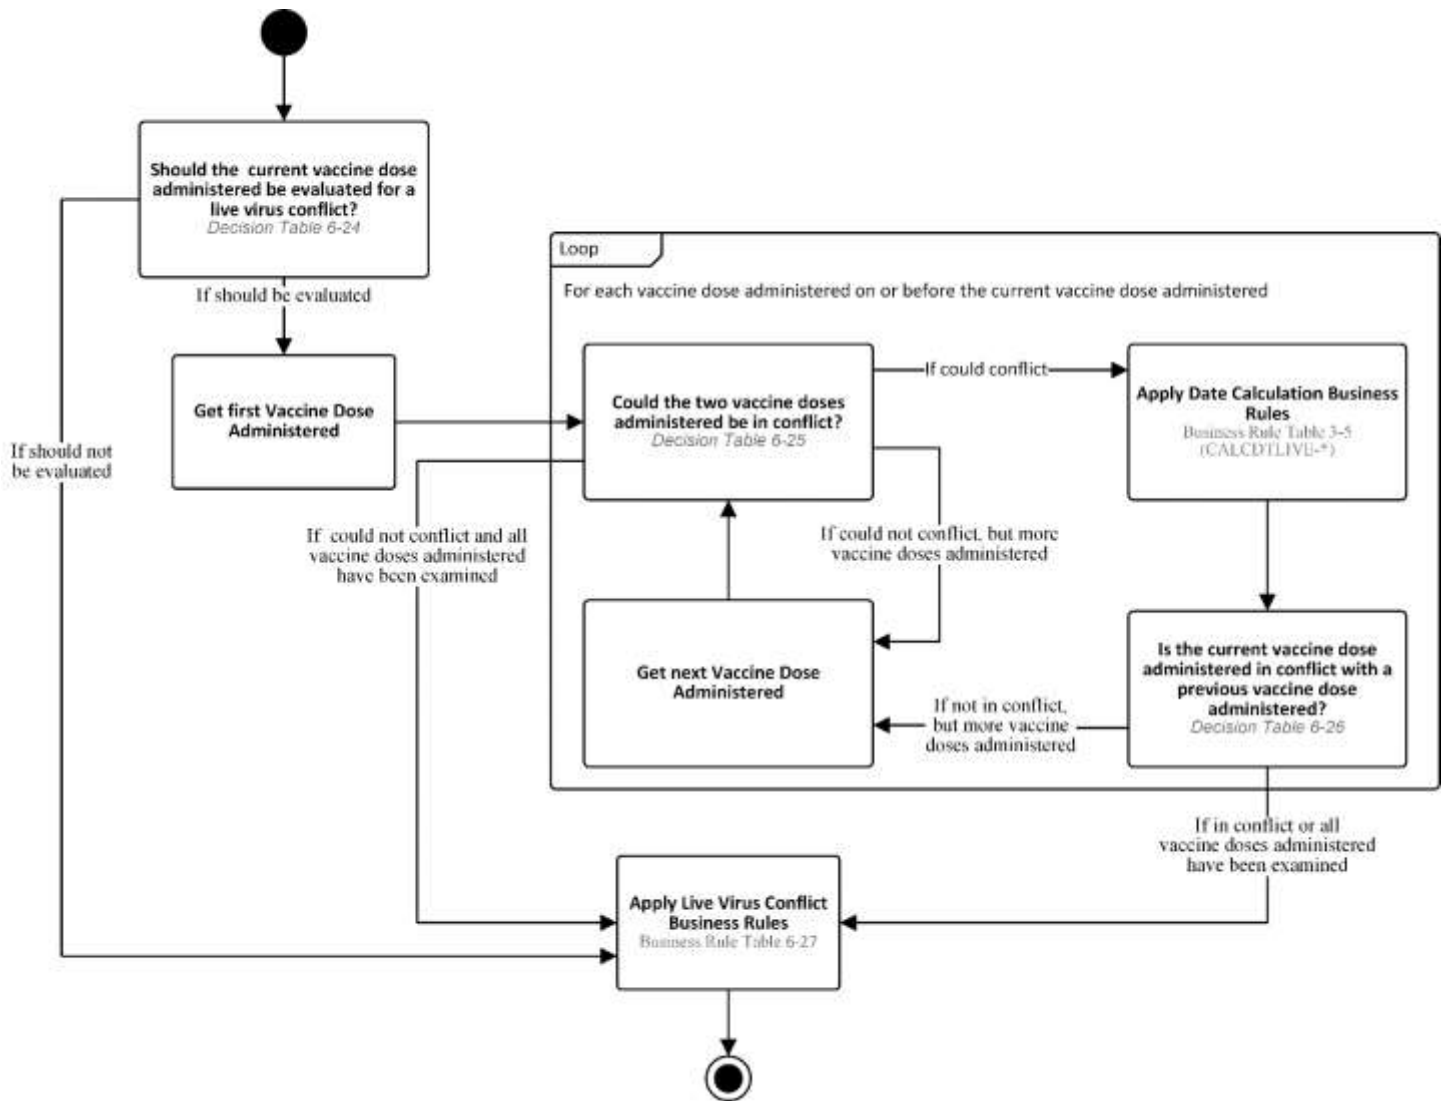 Should the current vaccine dose
administered be evaluated for a
live virus conflict?
Decision Table 6-24
If should be evaluated
Get first Vaccine Dose
Administered
If should not
be evaluated
Loop
For each vaccine dose administered on or before the current vaccine dose administered
Could the two vaccine doses
administered be in conflict?
Decision Table 6-25
If could conflict
Apply Date Calculation Business
Rules
Business Rule Table 3-5
(CALCDTLIVE-*)
If could not conflict and all
vaccine doses administered
have been examined
If could not conflict, but more
vaccine doses administered
Get next Vaccine Dose
Administered
If not in conflict,
but more vaccine
doses administered
Is the current vaccine dose
administered in conflict with a
previous vaccine dose
administered?
Decision Table 6-26
If in conflict or all
vaccine doses administered
have been examined
Apply Live Virus Conflict
Business Rules
Business Rule Table 6-27